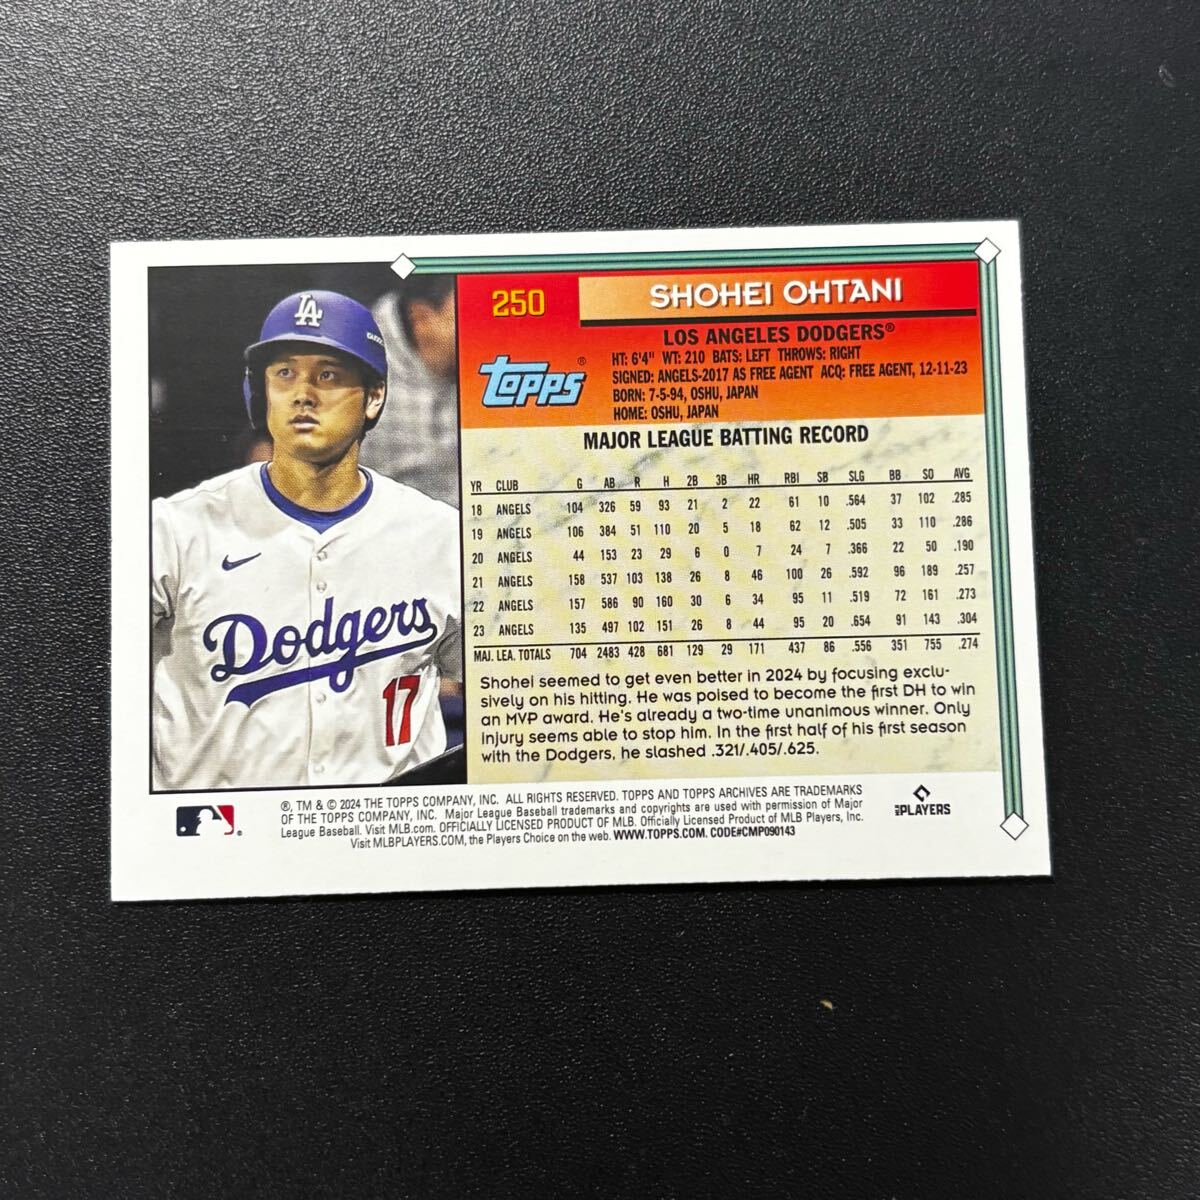 250
SHOHEI OHTANI
LOS ANGELES DODGERS®
Topps®
HT: 6'4" WT: 210 BATS: LEFT THROWS: RIGHT
SIGNED: ANGELS-2017 AS FREE AGENT ACQ: FREE AGENT, 12-11-23
BORN: 7-5-94, OSHU, JAPAN
HOME: OSHU, JAPAN
MAJOR LEAGUE BATTING RECORD
YR CLUB G AB R H 2B 3B HR RBI SB SLG BB SO AVG
18 ANGELS 104 326 59 93 21 2 22 61 10 .564 37 102 .285
19 ANGELS 106 384 51 110 20 5 18 62 12 .505 33 110 .286
20 ANGELS 44 153 23 29 6 0 7 24 7 .366 22 50 .190
21 ANGELS 158 537 103 138 26 8 46 100 26 .592 96 189 .257
22 ANGELS 157 586 90 160 30 6 34 95 11 .519 72 161 .273
23 ANGELS 135 497 102 151 26 8 44 95 20 .654 91 143 .304
MAJ. LEA. TOTALS 704 2483 428 681 129 29 171 437 86 .556 351 755 .274
Shohei seemed to get even better in 2024 by focusing exclu-
sively on his hitting. He was poised to become the first DH to win
an MVP award. He's already a two-time unanimous winner. Only
injury seems able to stop him. In the first half of his first season
with the Dodgers, he slashed .321/.405/.625.
LA
Dodgers
17
®, TM & © 2024 THE TOPPS COMPANY, INC. ALL RIGHTS RESERVED. TOPPS AND TOPPS ARCHIVES ARE TRADEMARKS
OF THE TOPPS COMPANY, INC. Major League Baseball trademarks and copyrights are used with permission of Major
League Baseball. Visit MLB.com. OFFICIALLY LICENSED PRODUCT OF MLB. Officially Licensed Product of MLB Players, Inc.
Visit MLBPLAYERS.COM, the Players Choice on the web. WWW.TOPPS.COM. CODE#CMP090143
MLB PLAYERS